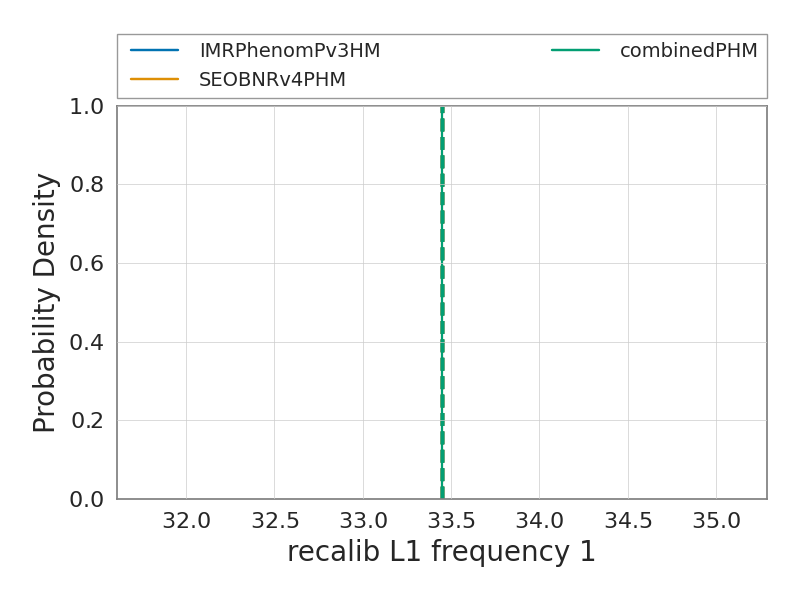 IMRPhenomPv3HM
SEOBNRv4PHM
combinedPHM
1.0
0.8
0.6
0.4
0.2
0.0
Probability Density
32.0 32.5 33.0 33.5 34.0 34.5 35.0
recalib L1 frequency 1